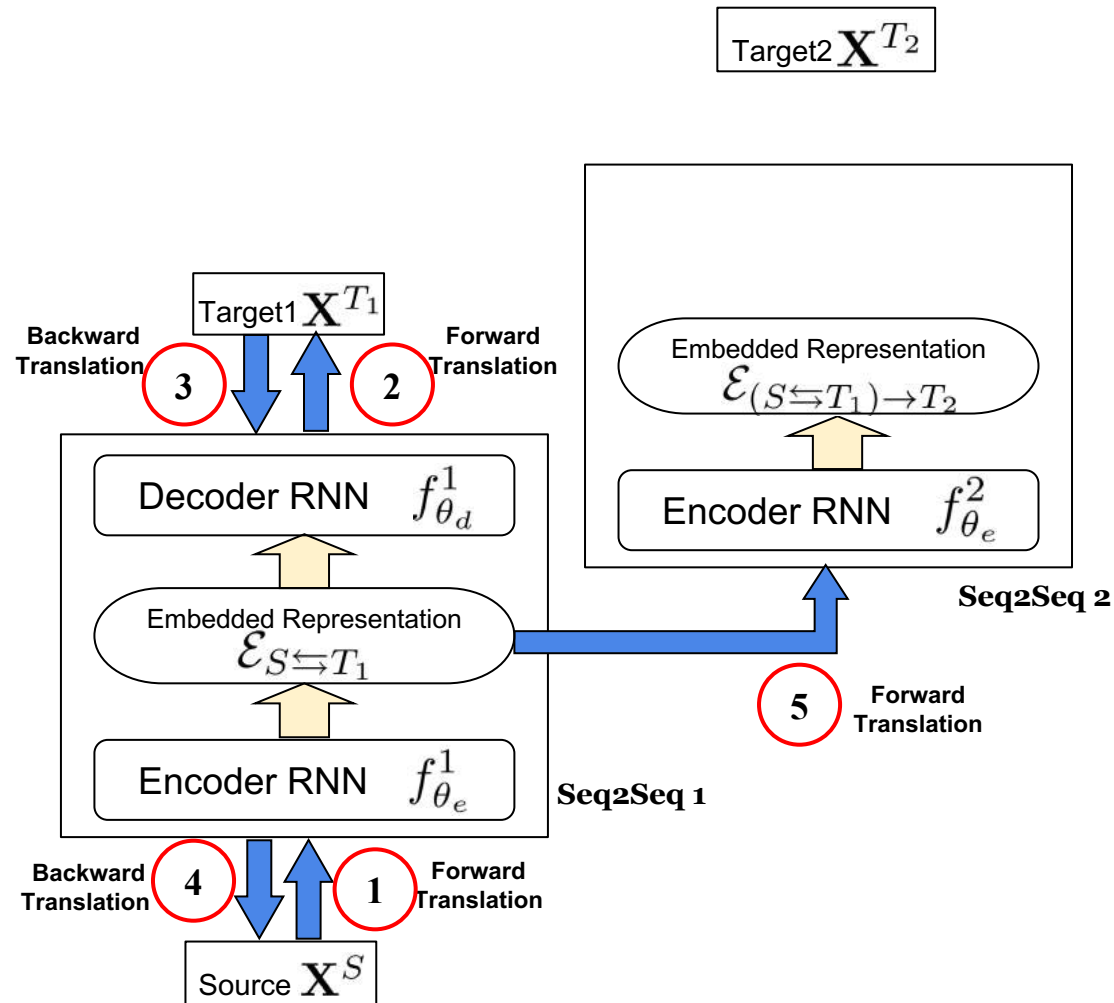 Target2 X^{T_2}
Target1 X^{T_1}
Backward
Translation
3
2
Forward
Translation
Embedded Representation
ℰ_{(S⇆T_1)→T_2}
Decoder RNN f^1_{θ_d}
Encoder RNN f^2_{θ_e}
Seq2Seq 2
Embedded Representation
ℰ_{S⇆T_1}
5
Forward
Translation
Encoder RNN f^1_{θ_e}
Seq2Seq 1
Backward
Translation
4
1
Forward
Translation
Source X^S